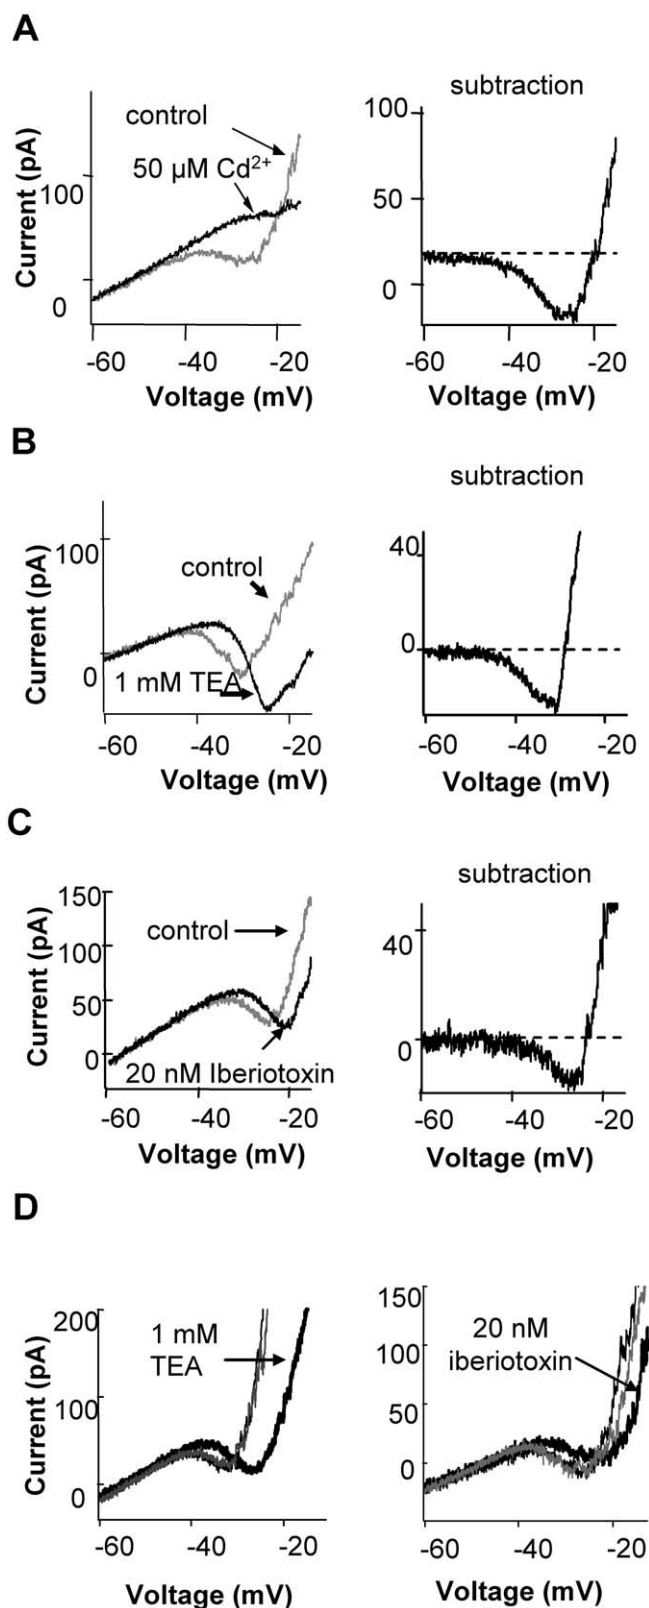 A
subtraction
control
50 µM Cd²⁺
Current (pA)
100
0
-60
-40
-20
Voltage (mV)
100
50
0
-60
-40
-20
Voltage (mV)
B
subtraction
control
1 mM TEA
Current (pA)
100
0
-60
-40
-20
Voltage (mV)
40
0
-60
-40
-20
Voltage (mV)
C
subtraction
control
20 nM Iberiotoxin
Current (pA)
150
100
50
0
-60
-40
-20
Voltage (mV)
40
0
-60
-40
-20
Voltage (mV)
D
1 mM
TEA
Current (pA)
200
100
0
-60
-40
-20
Voltage (mV)
20 nM
iberiotoxin
150
100
50
0
-60
-40
-20
Voltage (mV)